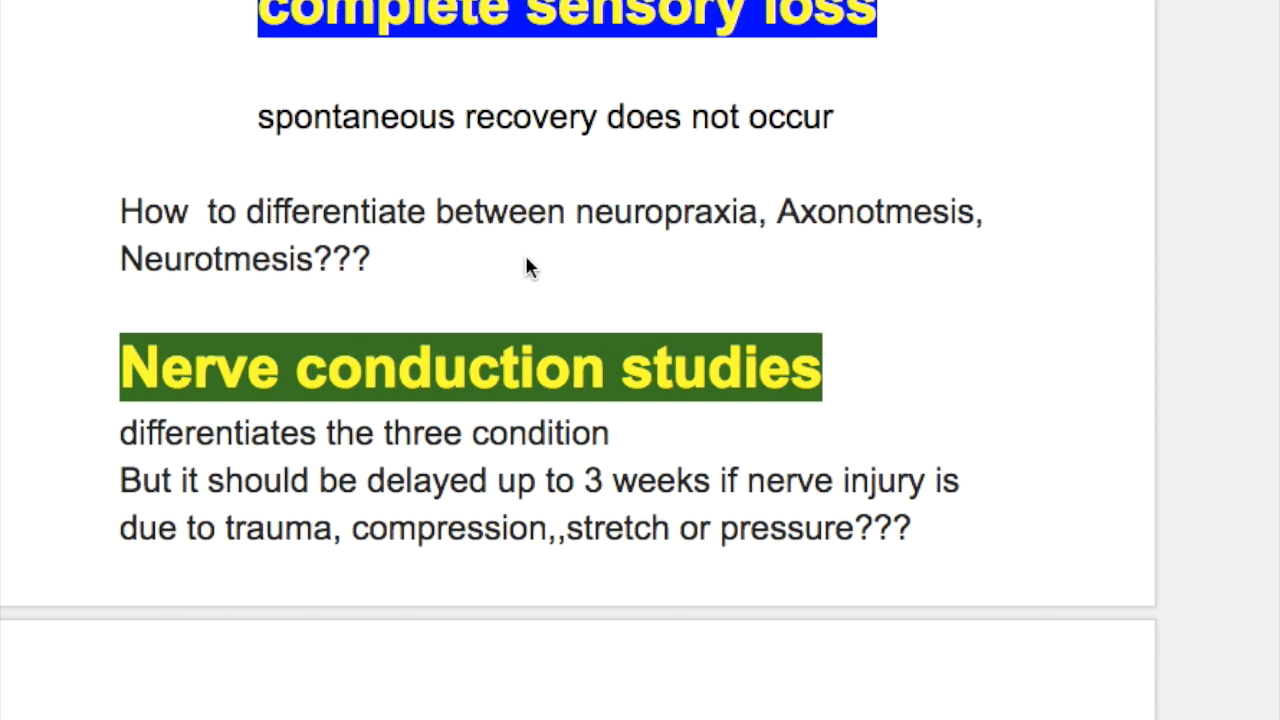 complete sensory loss
spontaneous recovery does not occur
How  to differentiate between neuropraxia, Axonotmesis,
Neurotmesis???
Nerve conduction studies
differentiates the three condition
But it should be delayed up to 3 weeks if nerve injury is
due to trauma, compression,,stretch or pressure???